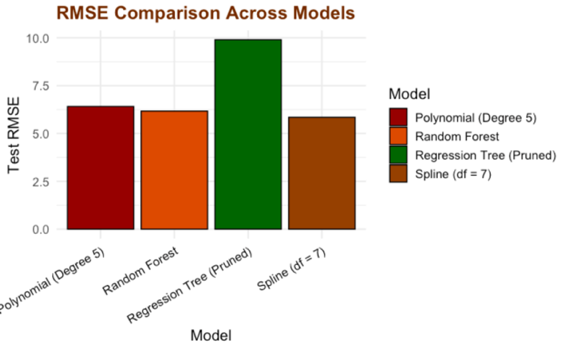 RMSE Comparison Across Models
10.0
7.5
5.0
2.5
0.0
Test RMSE
Polynomial (Degree 5)
Random Forest
Regression Tree (Pruned)
Spline (df = 7)
Model
Model
Polynomial (Degree 5)
Random Forest
Regression Tree (Pruned)
Spline (df = 7)